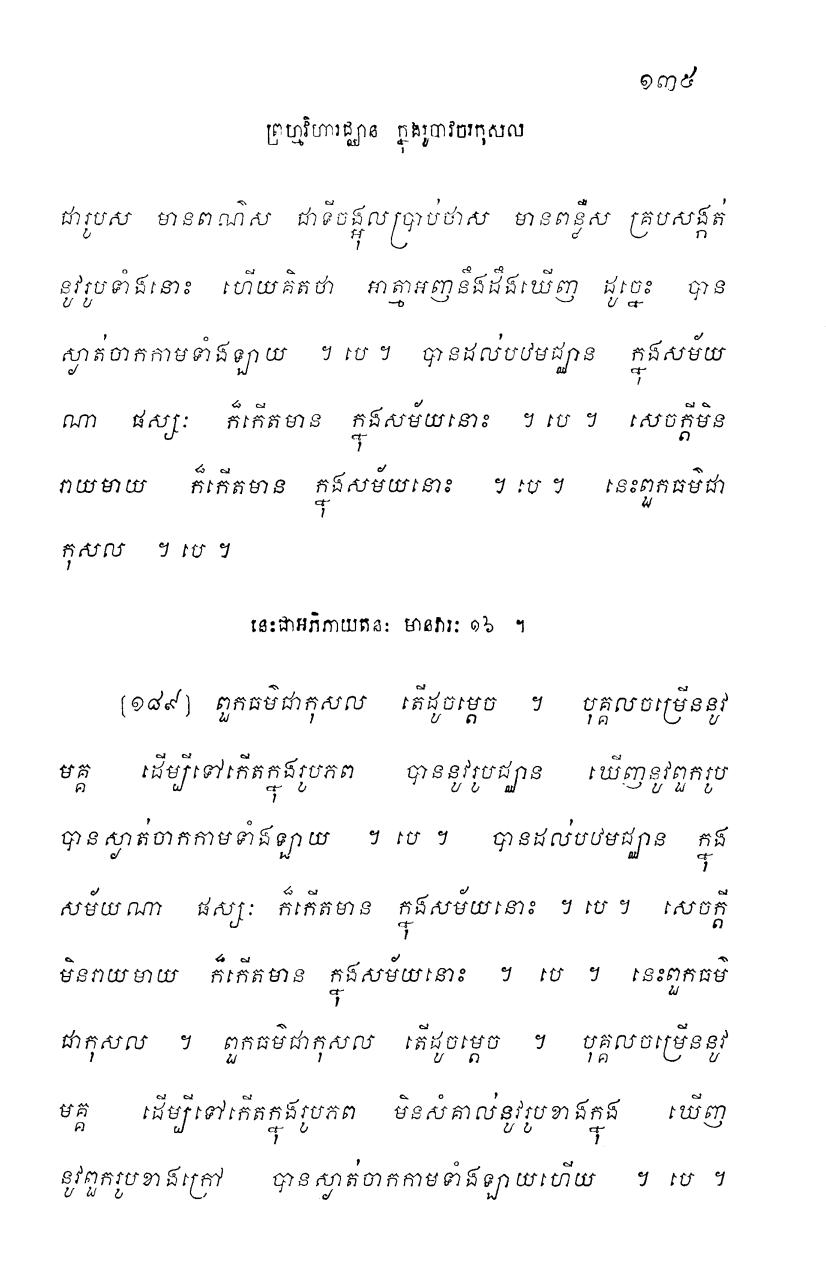 ១៣៥
ព្រហ្មវិហារដ្ឋាន ក្នុងរូបាវចរកុសល
ជារូបស មានពណ៌ស ជាទីចង្អុលប្រាប់ថាស មានពន្លឺស គ្របសង្កត់
នូវរូបទាំងនោះ ហើយគិតថា អាត្មាអញនឹងដឹងឃើញ ដូច្នេះ បាន
ស្ងាត់ចាកកាមទាំងឡាយ ។ បេ ។ បានដល់បឋមជ្ឈាន ក្នុងសម័យ
ណា ផស្សៈ ក៏កើតមាន ក្នុងសម័យនោះ ។ បេ ។ សេចក្តីមិន
រាយមាយ ក៏កើតមាន ក្នុងសម័យនោះ ។ បេ ។ នេះពួកធម៌ជា
កុសល ។ បេ ។
នេះជាអភិភាយតនៈ មានវារៈ ១៦ ។
(១៨៩) ពួកធម៌ជាកុសល តើដូចម្តេច ។ បុគ្គលចម្រើននូវ
មគ្គ ដើម្បីទៅកើតក្នុងរូបភព បាននូវរូបជ្ឈាន ឃើញនូវពួករូប
បានស្ងាត់ចាកកាមទាំងឡាយ ។ បេ ។ បានដល់បឋមជ្ឈាន ក្នុង
សម័យណា ផស្សៈ ក៏កើតមាន ក្នុងសម័យនោះ ។ បេ ។ សេចក្តី
មិនរាយមាយ ក៏កើតមាន ក្នុងសម័យនោះ ។ បេ ។ នេះពួកធម៌
ជាកុសល ។ ពួកធម៌ជាកុសល តើដូចម្តេច ។ បុគ្គលចម្រើននូវ
មគ្គ ដើម្បីទៅកើតក្នុងរូបភព មិនសំគាល់នូវរូបខាងក្នុង ឃើញ
នូវពួករូបខាងក្រៅ បានស្ងាត់ចាកកាមទាំងឡាយហើយ ។ បេ ។